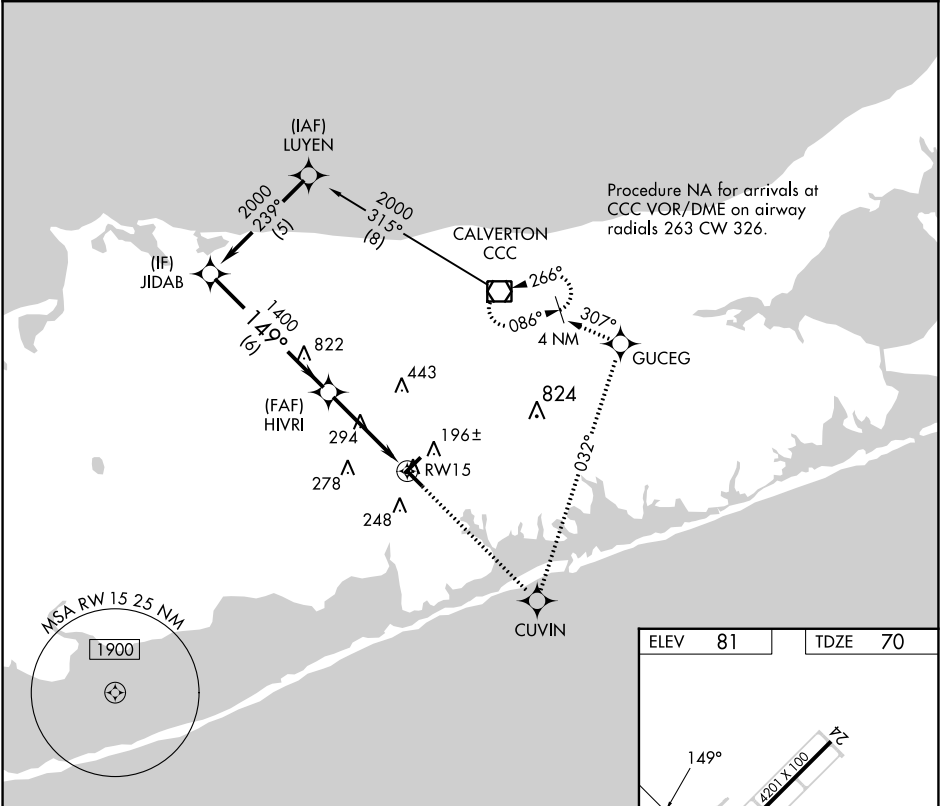 (IAF)
LUYEN
2000
239°
(5)
2000
315°
(8)
Procedure NA for arrivals at
CCC VOR/DME on airway
radials 263 CW 326.
CALVERTON
CCC
(IF)
JIDAB
266°
086°
4 NM
307°
GUCEG
1400
149°
(6)
822
443
824
(FAF)
HIVRI
294
196±
RW15
278
248
032°
CUVIN
MSA RW 15 25 NM
1900
ELEV 81
TDZE 70
149°
4201 X 100
24